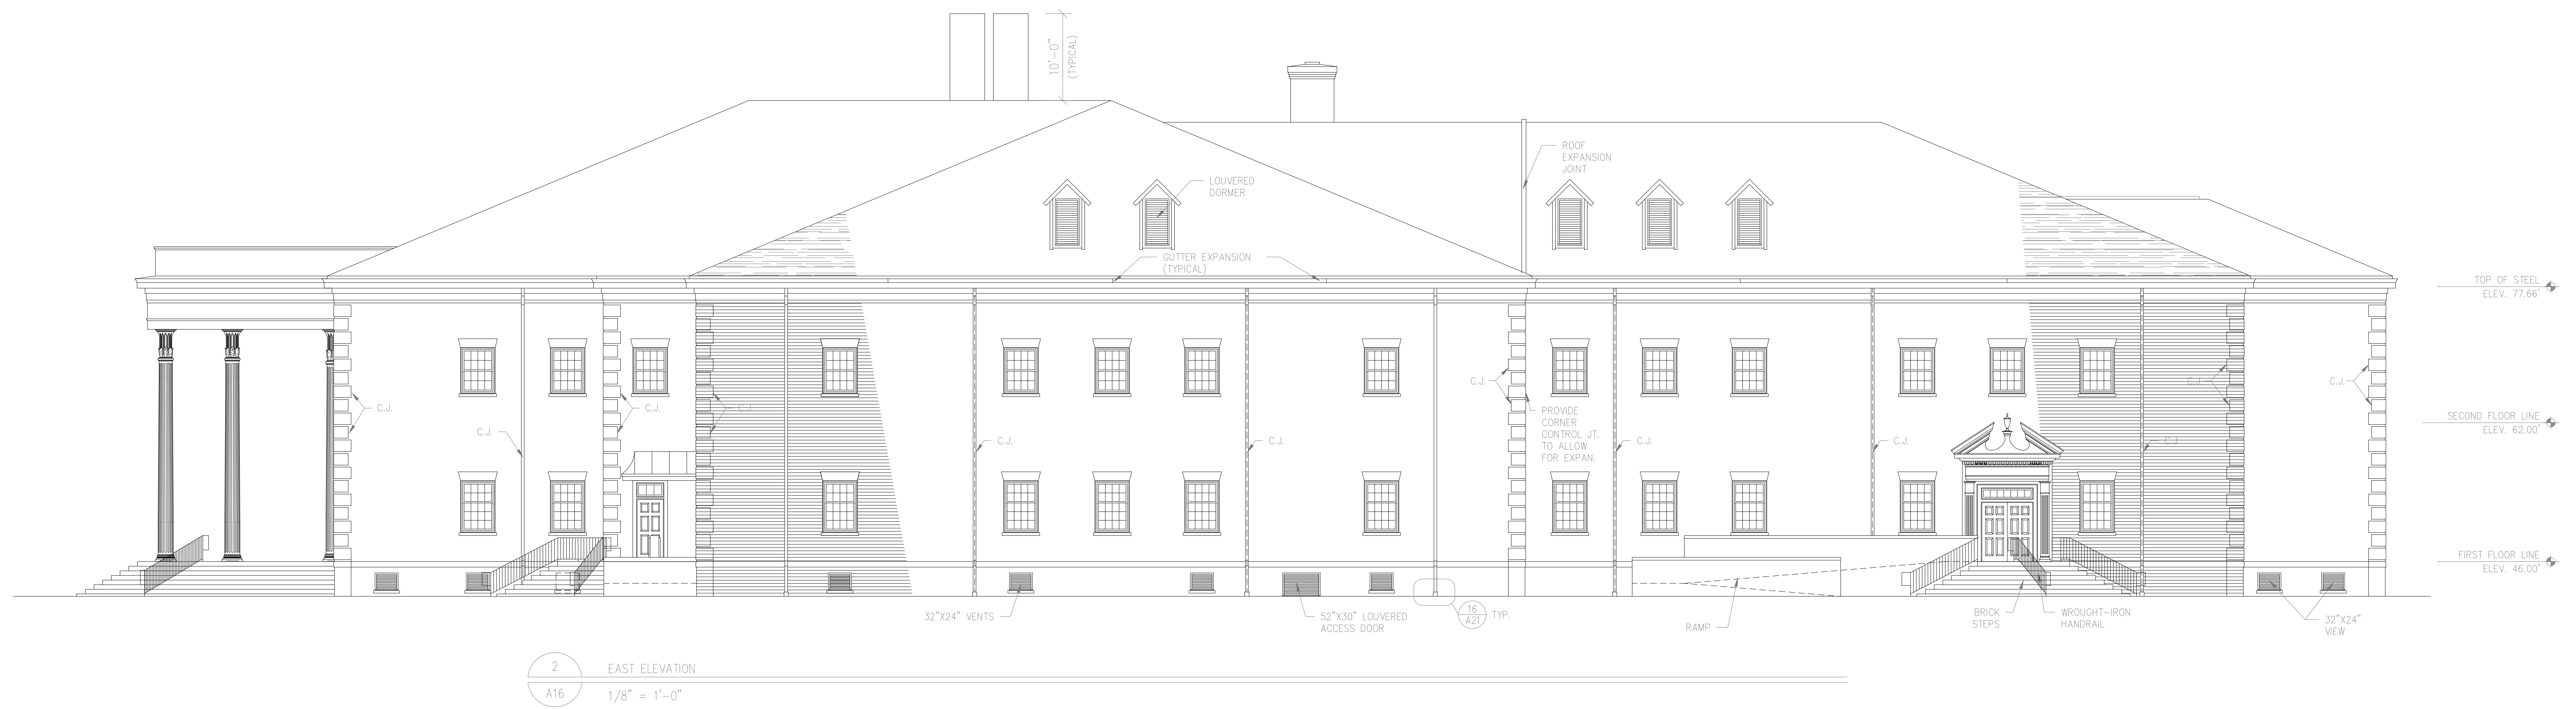 10'-0"
(TYPICAL)
ROOF
EXPANSION
JOINT
LOUVERED
DORMER
GUTTER EXPANSION
(TYPICAL)
TOP OF STEEL
ELEV. 77.66'
C.J.
C.J.
C.J.
C.J.
C.J.
C.J.
PROVIDE
CORNER
CONTROL JT.
TO ALLOW
FOR EXPAN.
SECOND FLOOR LINE
ELEV. 62.00'
C.J.
C.J.
C.J.
C.J.
C.J.
C.J.
FIRST FLOOR LINE
ELEV. 46.00'
32"X24" VENTS
52"X30" LOUVERED
ACCESS DOOR
16
A21
TYP.
RAMP
BRICK
STEPS
WROUGHT-IRON
HANDRAIL
32"X24"
VIEW
2
A16
EAST ELEVATION
1/8" = 1'-0"